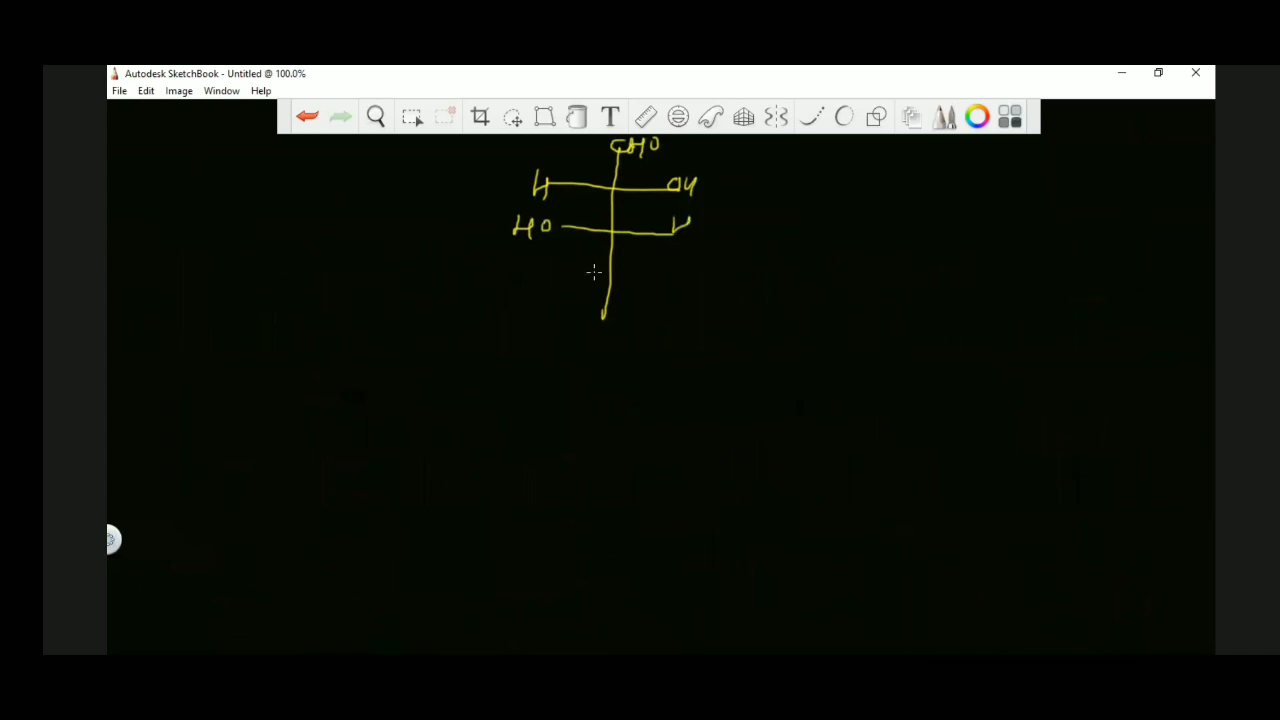 Autodesk SketchBook - Untitled @ 100.0%
File Edit Image Window Help
T
CHO
H OH
HO H